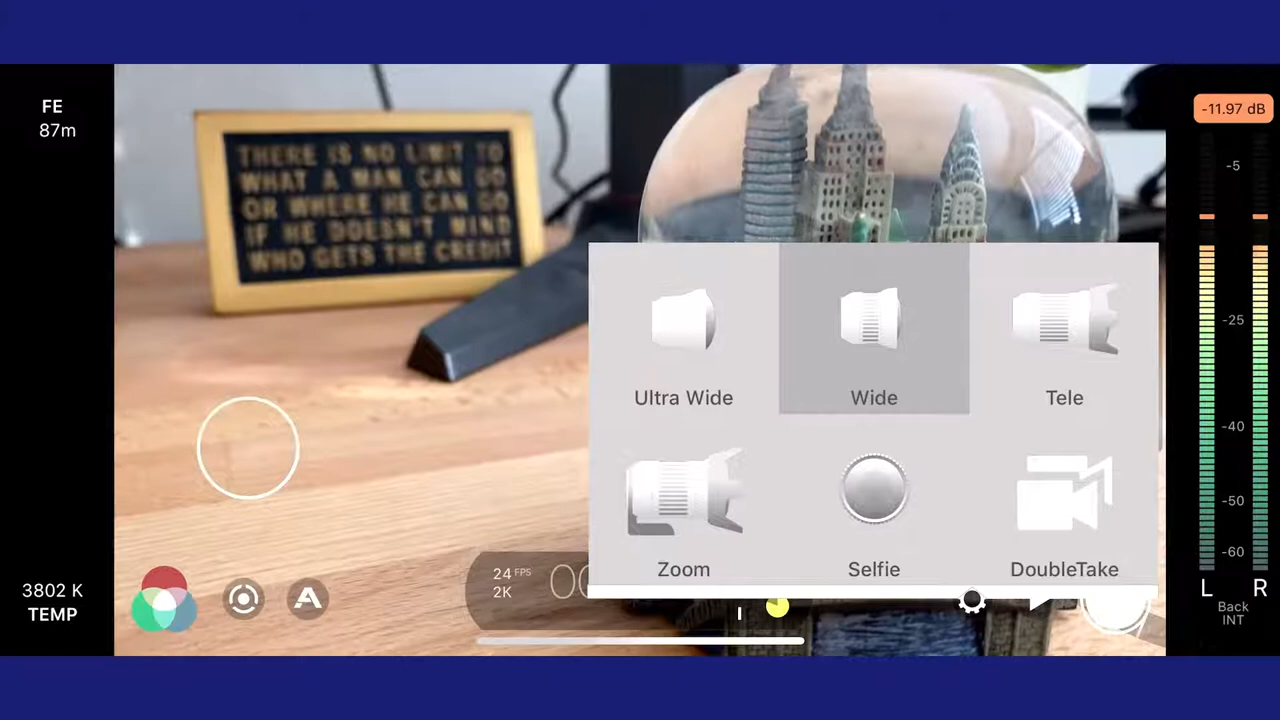 FE
87m
-11.97 dB
-5
THERE IS NO LIMIT TO
WHAT A MAN CAN GO
OR WHERE HE CAN GO
IF HE DOESN'T MIND
WHO GETS THE CREDIT
Ultra Wide
Wide
Tele
-25
-40
-50
-60
Zoom
Selfie
DoubleTake
3802 K
TEMP
24 FPS
2K
00
L R
Back
INT